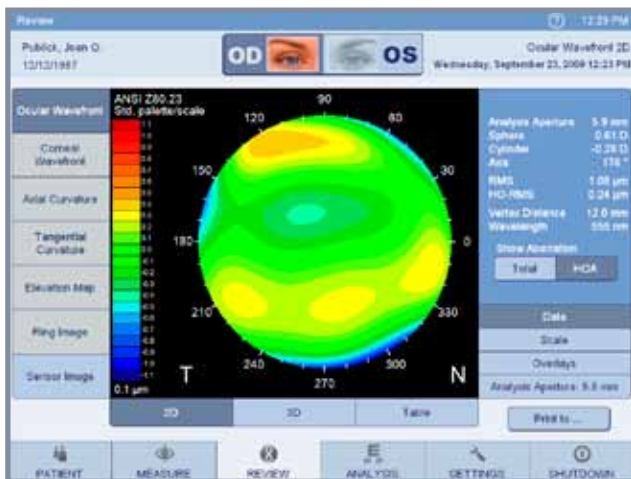 Review
12:29 PM
Publick, Joan O.
12/12/1957
OD
OS
Ocular Wavefront 2D
Wednesday, September 23, 2009 12:23 PM
Ocular Wavefront
Corneal
Wavefront
Axial Curvature
Tangential
Curvature
Elevation Map
Ring Image
Sensor Image
ANSI Z80.23
Std. palette/scale
90
120
60
150
30
180
0
210
330
240
300
270
T
N
0.1 μm
Analysis Aperture 5.9 mm
Sphere 0.61 D
Cylinder -0.28 D
Axis 176 °
RMS 1.08 μm
HO-RMS 0.24 μm
Vertex Distance 12.0 mm
Wavelength 555 nm
Show Aberration
Total
HOA
Data
Scale
Overlays
Analysis Aperture:
2D
3D
Table
Print to ...
PATIENT
MEASURE
REVIEW
ANALYSIS
SETTINGS
SHUTDOWN